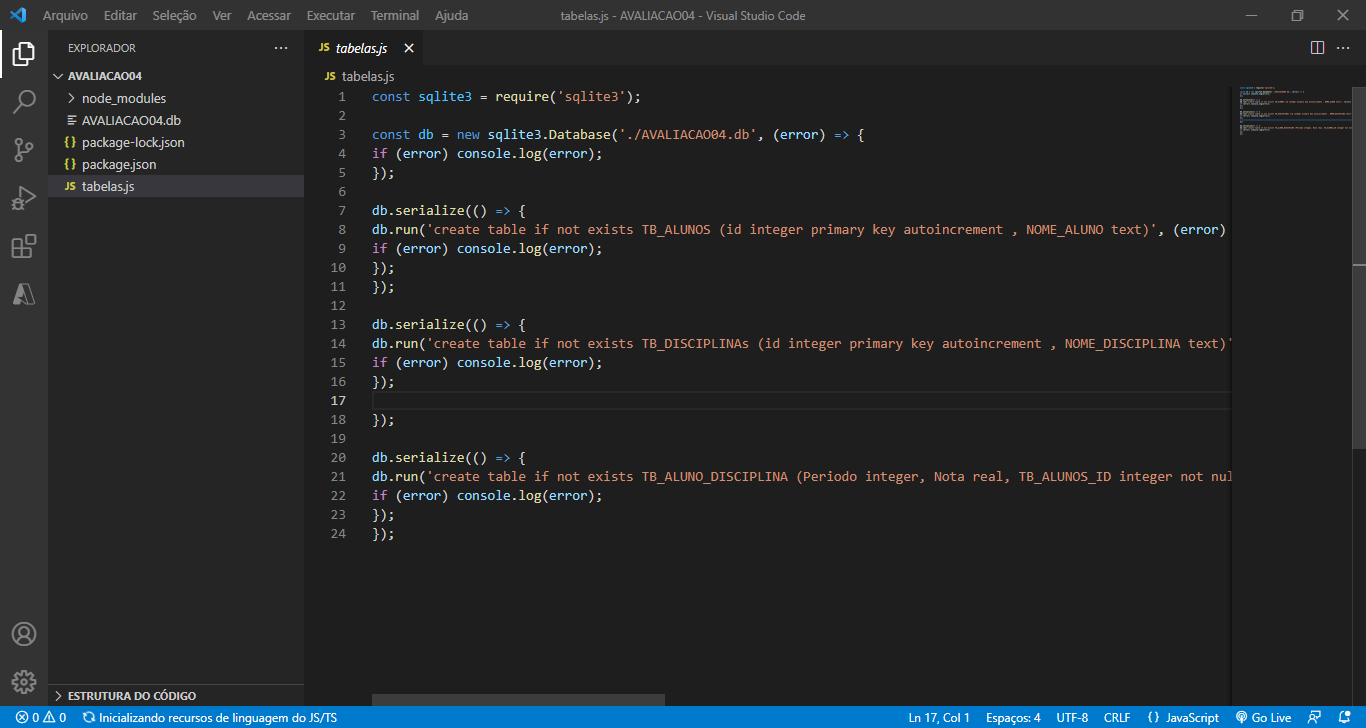 Arquivo Editar Seleção Ver Acessar Executar Terminal Ajuda
tabelas.js - AVALIACAO04 - Visual Studio Code
EXPLORADOR
AVALIACAO04
node_modules
AVALIACAO04.db
{} package-lock.json
{} package.json
JS tabelas.js
ESTRUTURA DO CÓDIGO
JS tabelas.js
JS tabelas.js
1 const sqlite3 = require('sqlite3');
2
3 const db = new sqlite3.Database('./AVALIACAO04.db', (error) => {
4 if (error) console.log(error);
5 });
6
7 db.serialize(() => {
8 db.run('create table if not exists TB_ALUNOS (id integer primary key autoincrement , NOME_ALUNO text)', (error)
9 if (error) console.log(error);
10 });
11 });
12
13 db.serialize(() => {
14 db.run('create table if not exists TB_DISCIPLINAs (id integer primary key autoincrement , NOME_DISCIPLINA text)'
15 if (error) console.log(error);
16 });
17
18 });
19
20 db.serialize(() => {
21 db.run('create table if not exists TB_ALUNO_DISCIPLINA (Periodo integer, Nota real, TB_ALUNOS_ID integer not nul
22 if (error) console.log(error);
23 });
24 });
0 0 Inicializando recursos de linguagem do JS/TS
Ln 17, Col 1 Espaços: 4 UTF-8 CRLF {} JavaScript Go Live